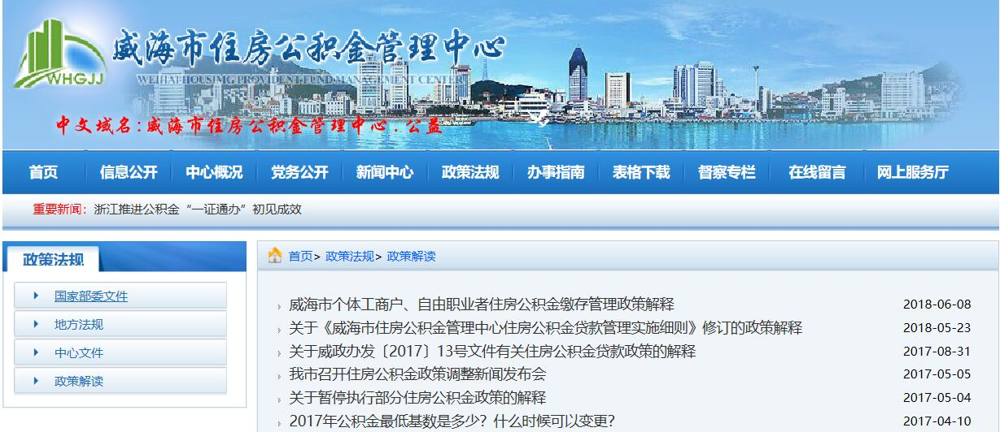 威海市住房公积金管理中心
WHGJJ
WEIHAI HOUSING PROVIDENT FUND MANAGEMENT CENTER
中文域名:威海市住房公积金管理中心.公益
首页 信息公开 中心概况 党务公开 新闻中心 政策法规 办事指南 表格下载 督察专栏 在线留言 网上服务厅
重要新闻: 浙江推进公积金“一证通办”初见成效
政策法规
首页> 政策法规> 政策解读
国家部委文件
地方法规
中心文件
政策解读
威海市个体工商户、自由职业者住房公积金缴存管理政策解释 2018-06-08
关于《威海市住房公积金管理中心住房公积金贷款管理实施细则》修订的政策解释 2018-05-23
关于威政办发〔2017〕13号文件有关住房公积金贷款政策的解释 2017-08-31
我市召开住房公积金政策调整新闻发布会 2017-05-05
关于暂停执行部分住房公积金政策的解释 2017-05-04
2017年公积金最低基数是多少？什么时候可以变更？ 2017-04-10